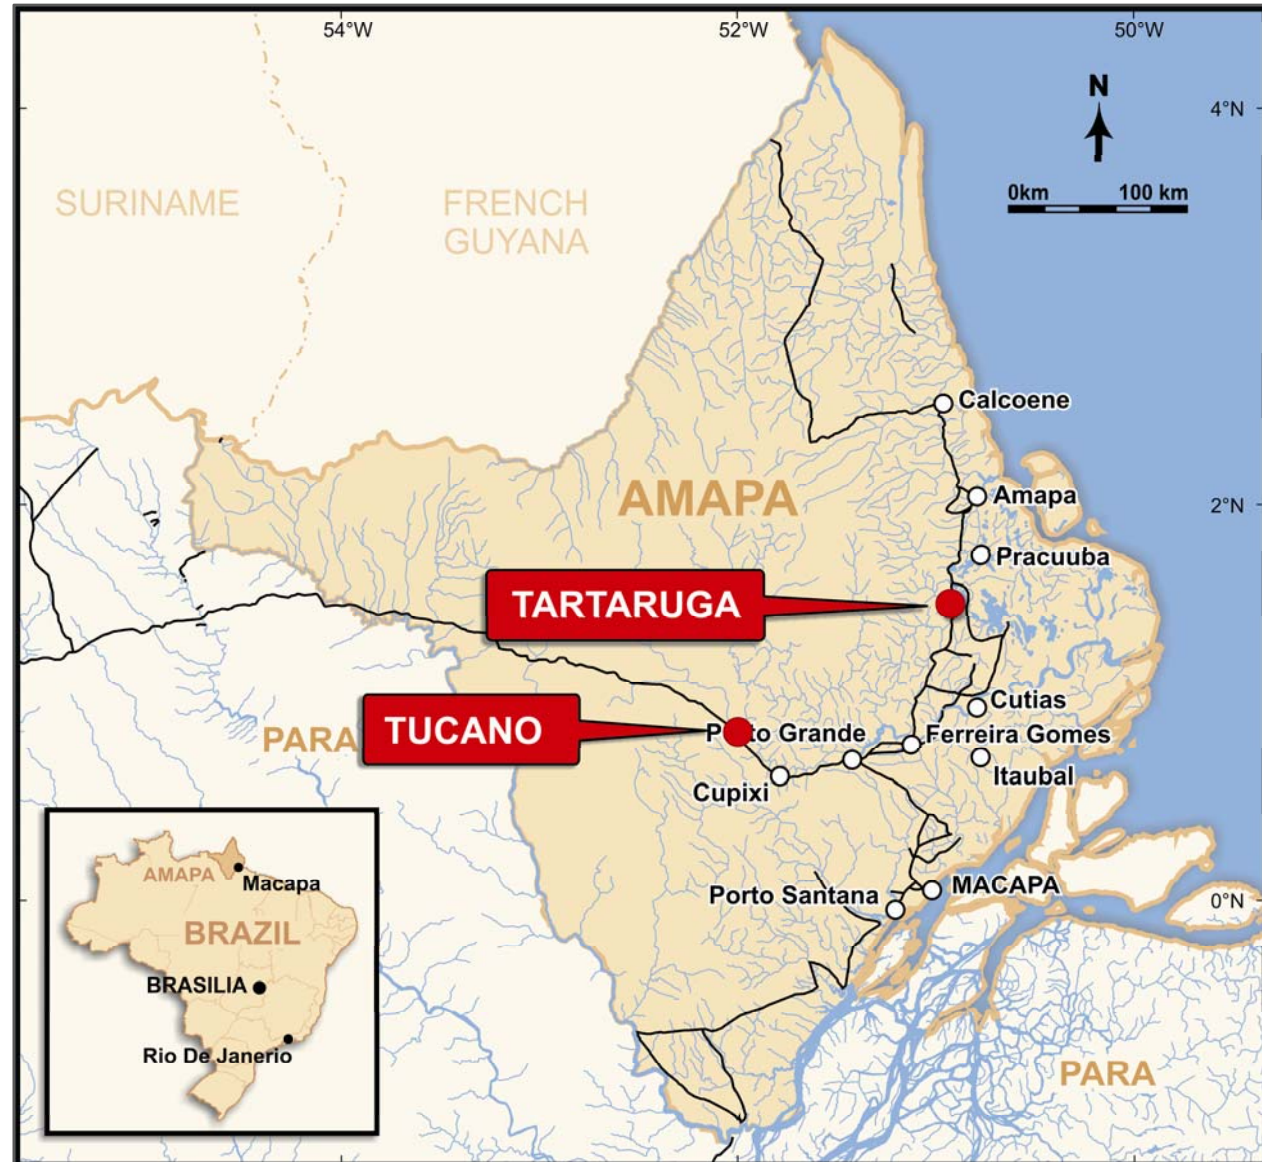 54°W
52°W
50°W
N
4°N
0km 100 km
SURINAME
FRENCH
GUYANA
Calcoene
AMAPA
Amapa
2°N
Pracuuba
TARTARUGA
Cutias
TUCANO
PARA
P to Grande
Ferreira Gomes
Itaubal
Cupixi
AMAPA
Macapa
BRAZIL
BRASILIA
Rio De Janerio
Porto Santana
MACAPA
0°N
PARA